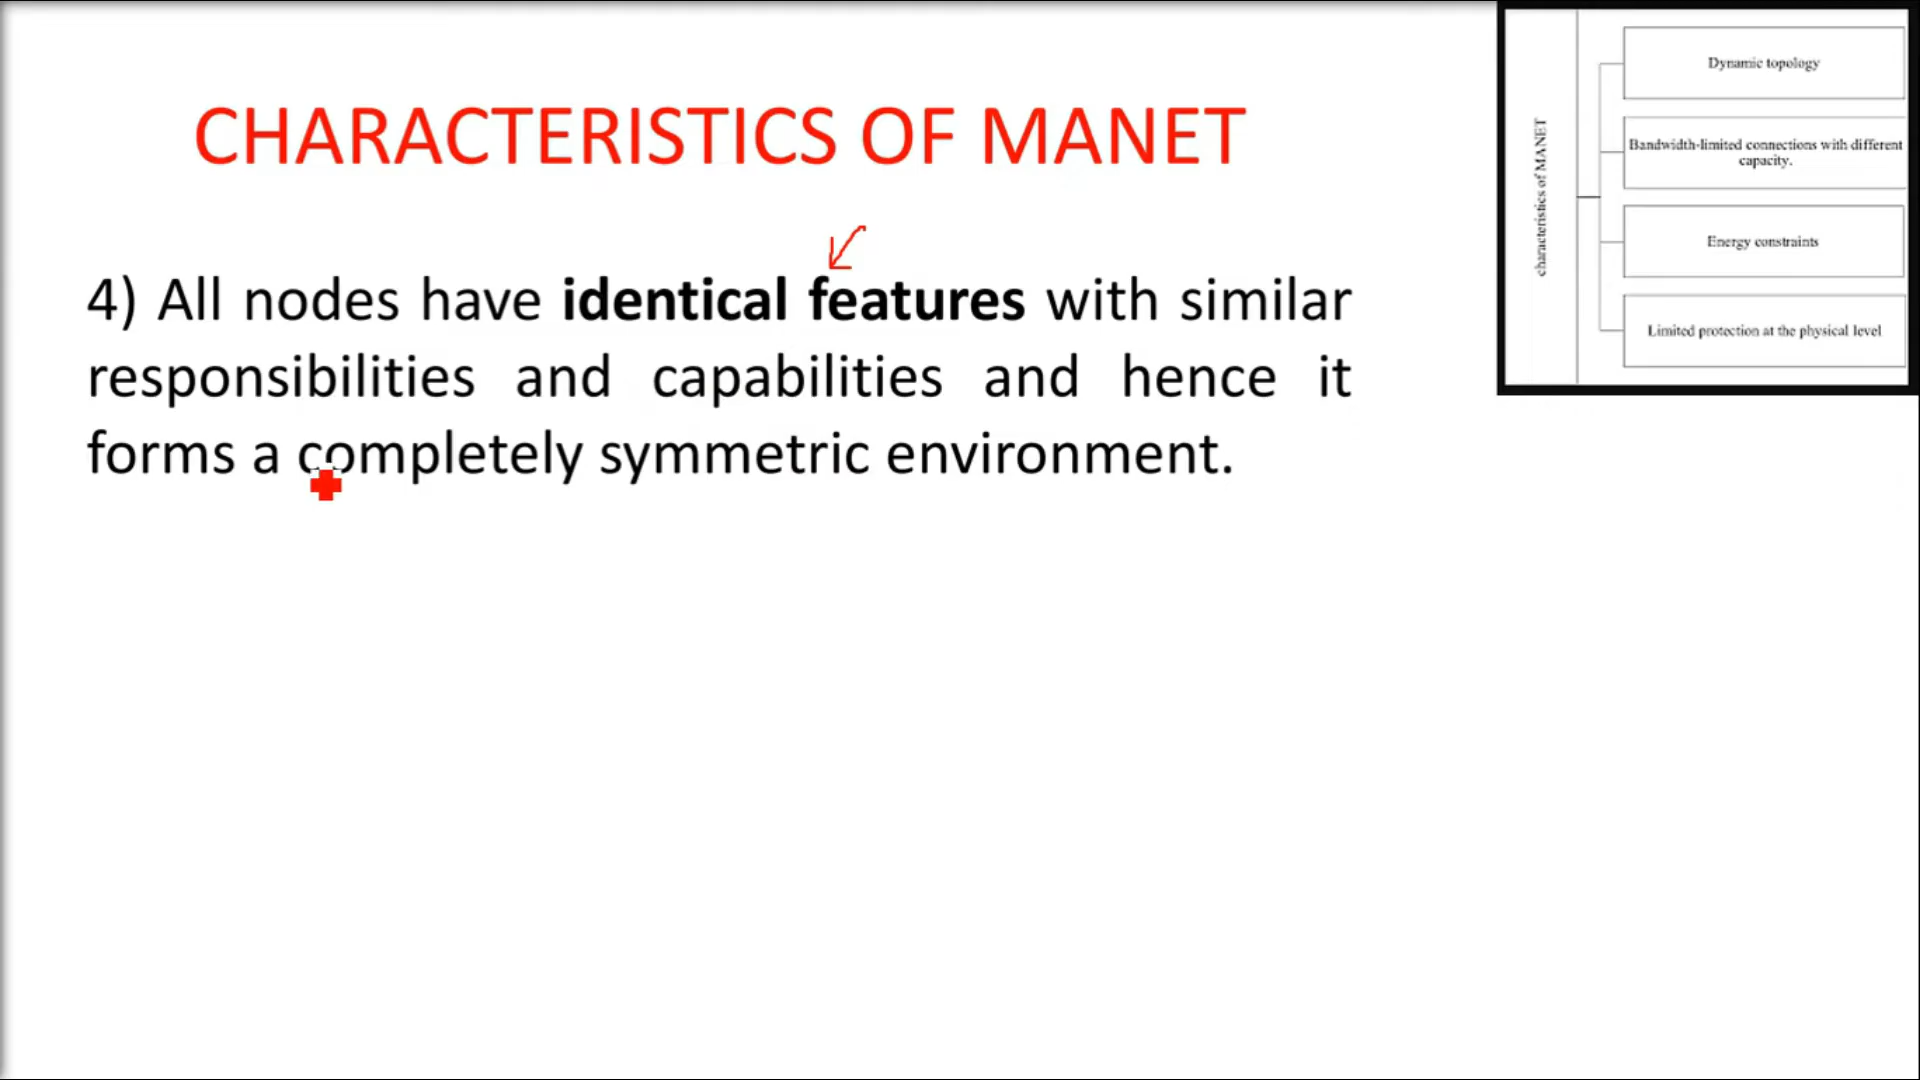 CHARACTERISTICS OF MANET
4) All nodes have identical features with similar
responsibilities and capabilities and hence it
forms a completely symmetric environment.
characteristics of MANET
Dynamic topology
Bandwidth-limited connections with different
capacity.
Energy constraints
Limited protection at the physical level